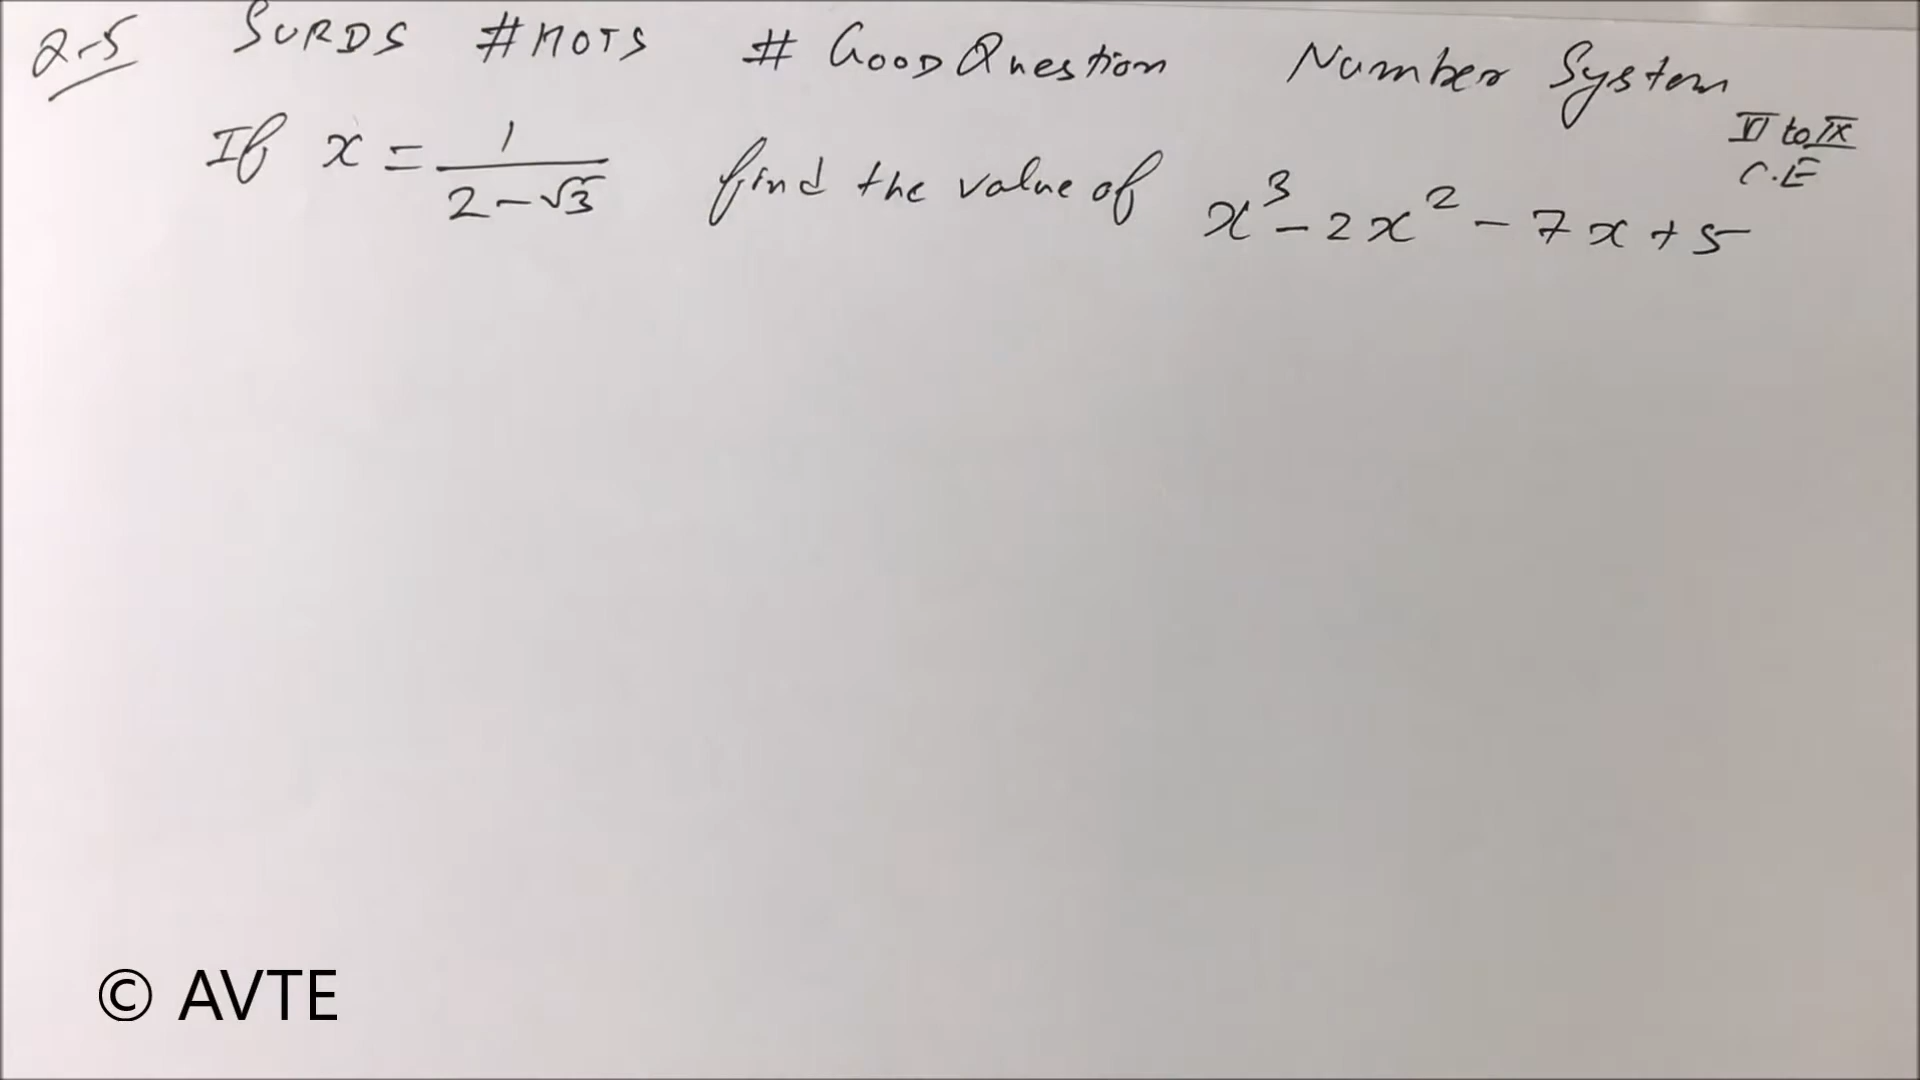 Q-5 SURDS #HOTS # Good Question Number System
VI to IX
C.E
If x = 1/(2-√3) find the value of x³-2x²-7x+5
© AVTE